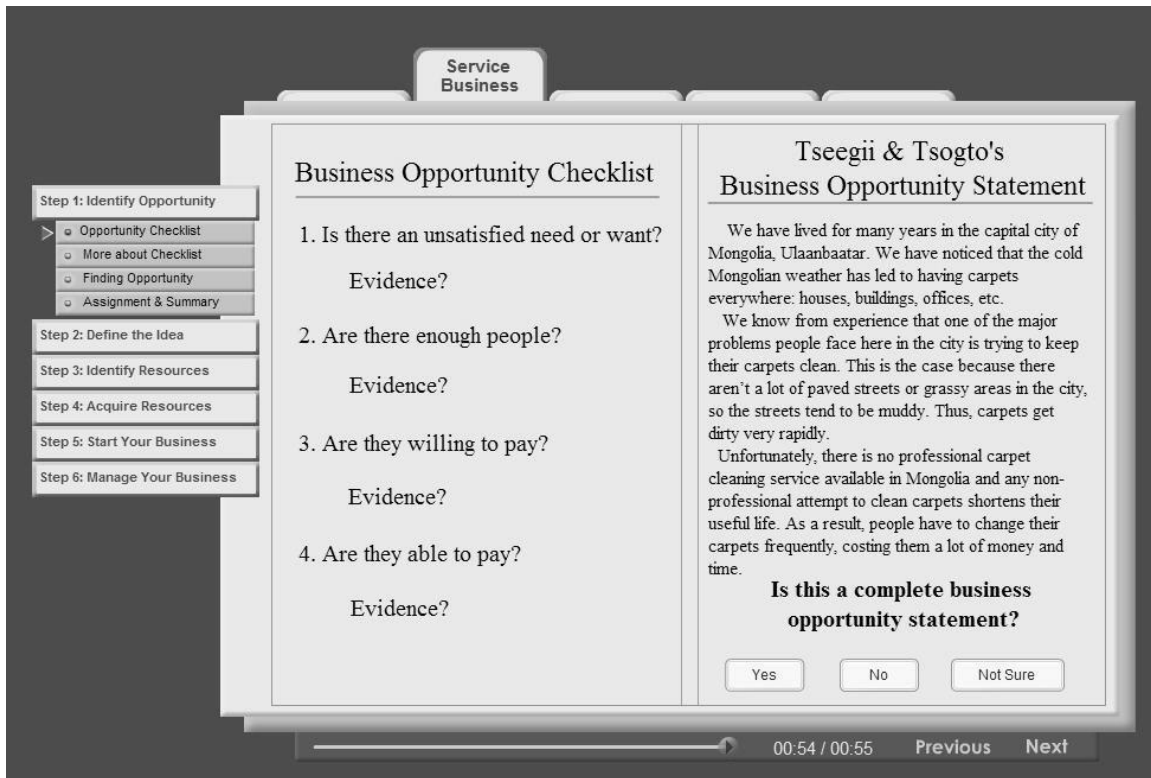 Service
Business
Step 1: Identify Opportunity
Opportunity Checklist
More about Checklist
Finding Opportunity
Assignment & Summary
Step 2: Define the Idea
Step 3: Identify Resources
Step 4: Acquire Resources
Step 5: Start Your Business
Step 6: Manage Your Business
Business Opportunity Checklist
1. Is there an unsatisfied need or want?
Evidence?
2. Are there enough people?
Evidence?
3. Are they willing to pay?
Evidence?
4. Are they able to pay?
Evidence?
Tseegii & Tsogto's
Business Opportunity Statement
We have lived for many years in the capital city of
Mongolia, Ulaanbaatar. We have noticed that the cold
Mongolian weather has led to having carpets
everywhere: houses, buildings, offices, etc.
We know from experience that one of the major
problems people face here in the city is trying to keep
their carpets clean. This is the case because there
aren't a lot of paved streets or grassy areas in the city,
so the streets tend to be muddy. Thus, carpets get
dirty very rapidly.
Unfortunately, there is no professional carpet
cleaning service available in Mongolia and any non-
professional attempt to clean carpets shortens their
useful life. As a result, people have to change their
carpets frequently, costing them a lot of money and
time.
Is this a complete business
opportunity statement?
Yes
No
Not Sure
00:54 / 00:55
Previous
Next